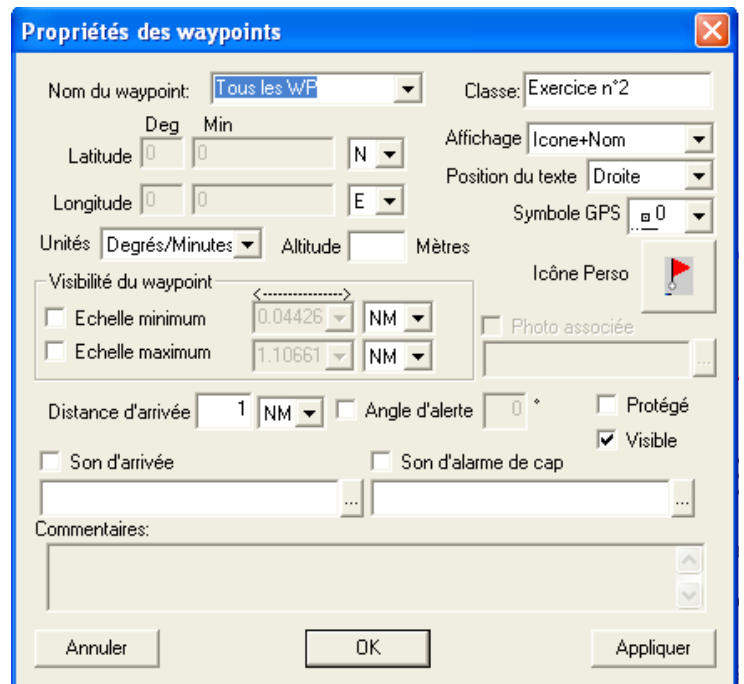 Propriétés des waypoints
Nom du waypoint: Tous les WP Classe: Exercice n°2
Deg Min
Affichage Icone+Nom
Latitude 0 0 N
Position du texte Droite
Longitude 0 0 E
Symbole GPS 0
Unités Degrés/Minutes Altitude Mètres
Icône Perso
Visibilité du waypoint
<--------------->
Echelle minimum 0.04426 NM
Photo associée
Echelle maximum 1.10661 NM
...
Distance d'arrivée 1 NM Angle d'alerte 0 ° Protégé
Visible
Son d'arrivée Son d'alarme de cap
... ...
Commentaires:
Annuler OK Appliquer